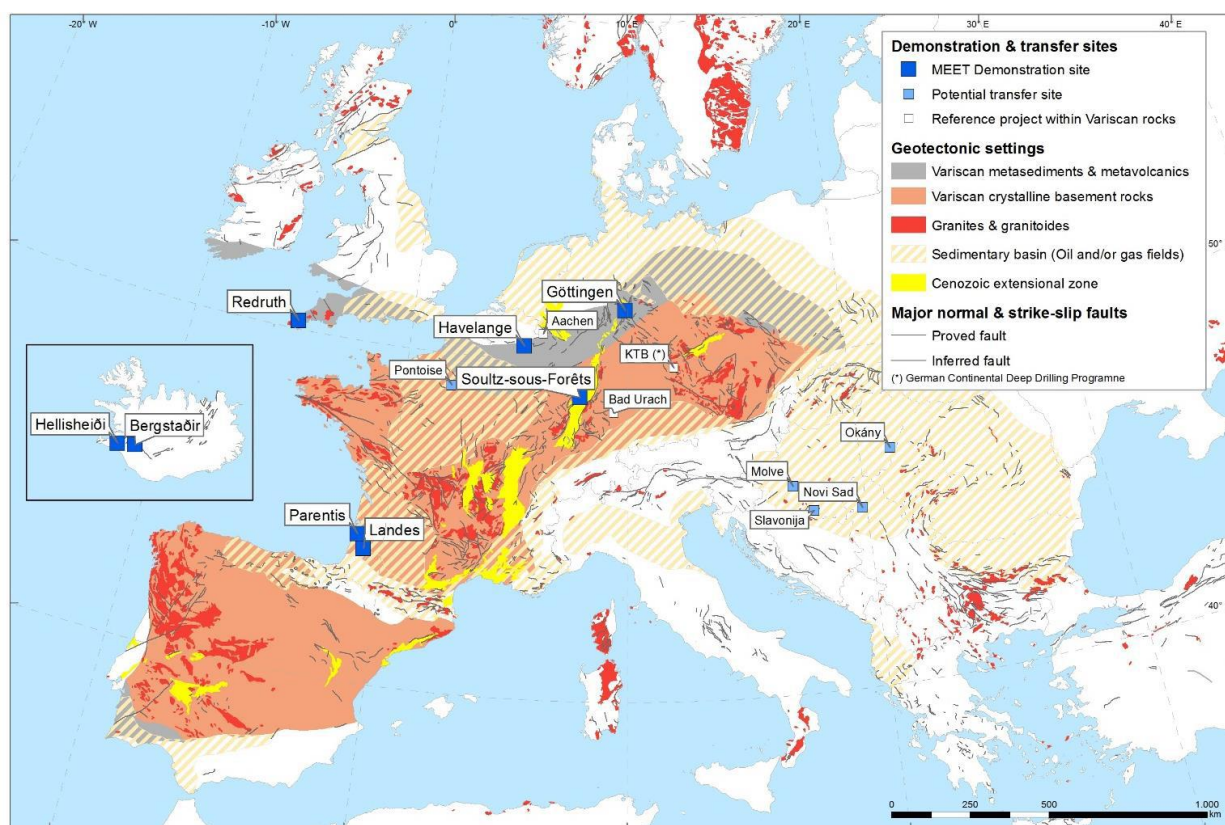 -20° W
-10° W
0°
10° E
20° E
30° E
40° E
Demonstration & transfer sites
MEET Demonstration site
Potential transfer site
Reference project within Variscan rocks
Geotectonic settings
Variscan metasediments & metavolcanics
Variscan crystalline basement rocks
Granites & granitoides
Sedimentary basin (Oil and/or gas fields)
Cenozoic extensional zone
Major normal & strike-slip faults
Proved fault
Inferred fault
(*) German Continental Deep Drilling Programne
50°
Göttingen
Redruth
Aachen
Havelange
KTB (*)
Pontoise
Soultz-sous-Forêts
Bad Urach
Hellisheiði
Bergstaðir
Okány
Molve
Novi Sad
Slavonija
Parentis
Landes
40°
0 250 500 1.000
km